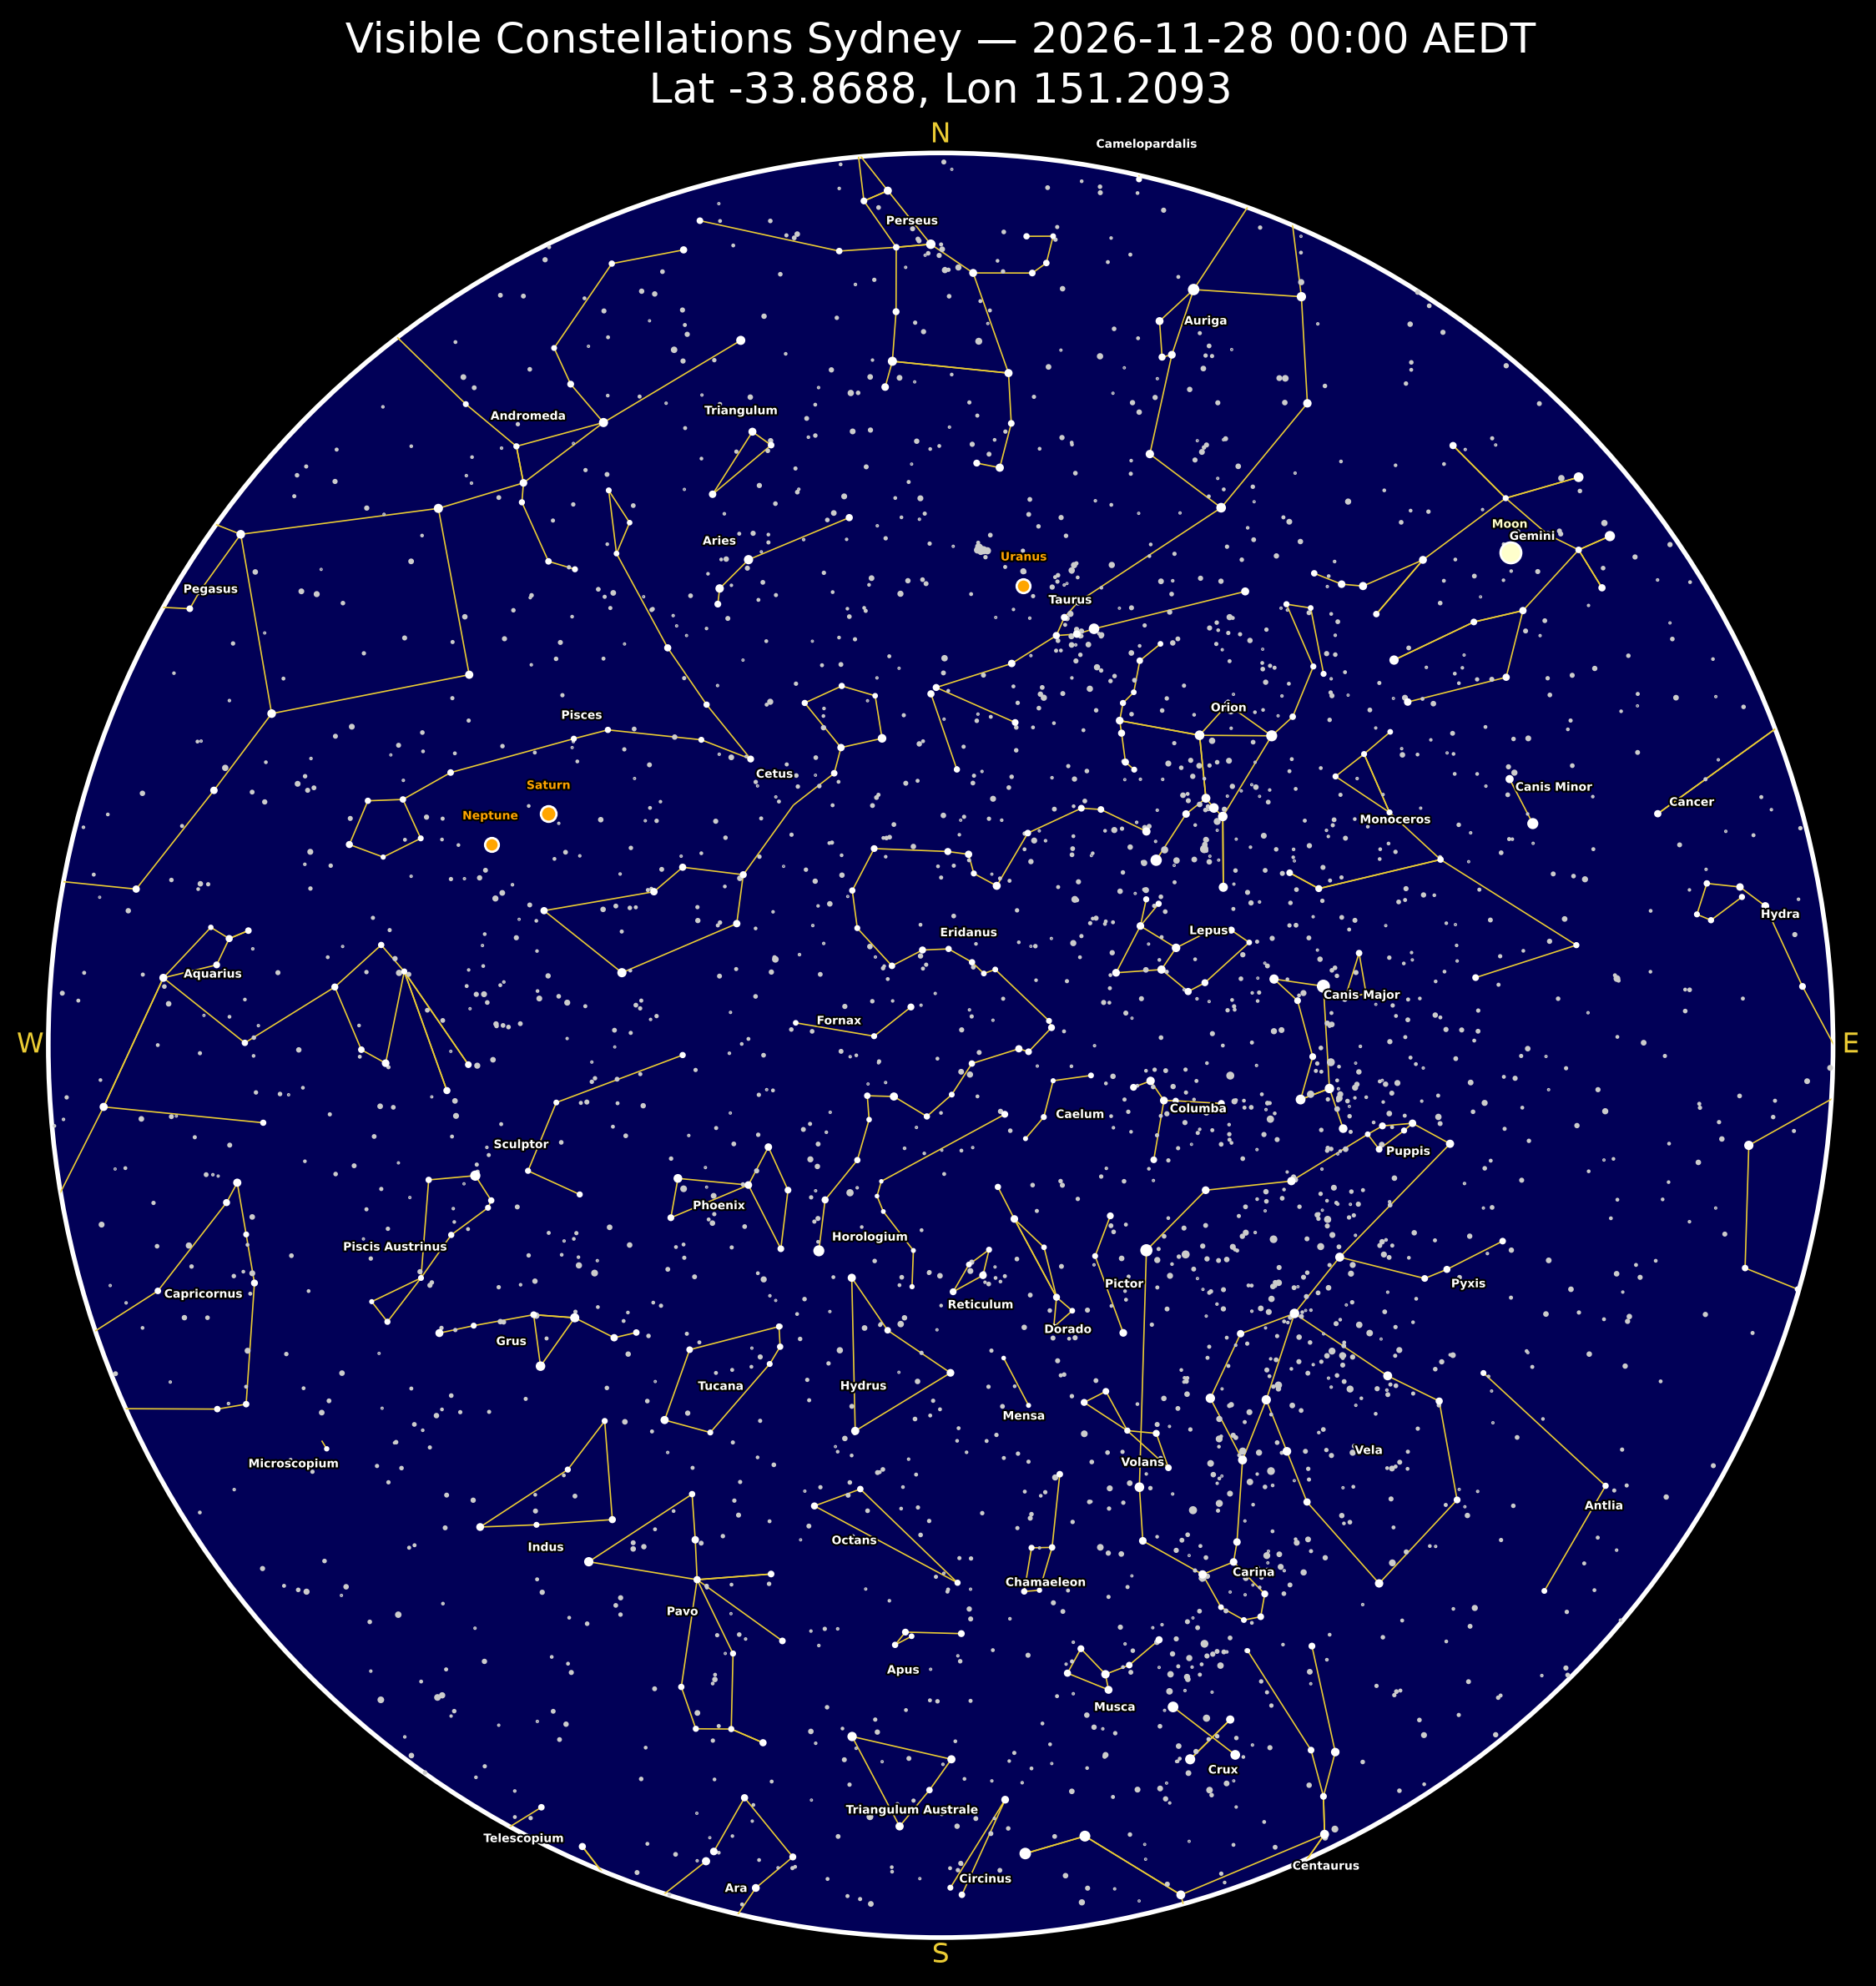 Visible Constellations Sydney — 2026-11-28 00:00 AEDT
Lat -33.8688, Lon 151.2093
N
Camelopardalis
Perseus
Auriga
Triangulum
Andromeda
Moon
Gemini
Aries
Uranus
Pegasus
Taurus
Orion
Pisces
Cetus
Saturn
Canis Minor
Cancer
Neptune
Monoceros
Hydra
Lepus
Eridanus
Aquarius
Canis Major
Fornax
W
E
Caelum
Columba
Sculptor
Puppis
Phoenix
Horologium
Piscis Austrinus
Pictor
Pyxis
Capricornus
Reticulum
Dorado
Grus
Tucana
Hydrus
Mensa
Vela
Volans
Microscopium
Antlia
Octans
Indus
Carina
Chamaeleon
Pavo
Apus
Musca
Crux
Triangulum Australe
Telescopium
Centaurus
Circinus
Ara
S